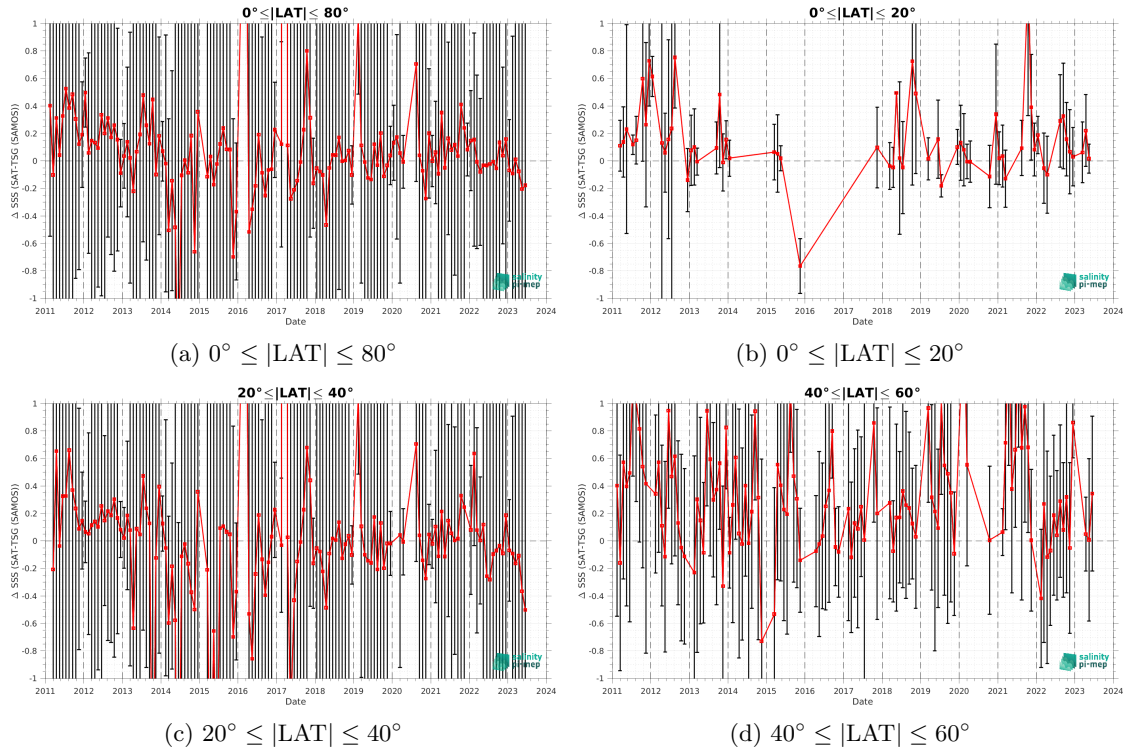 0°≤|LAT|≤ 80°
Δ SSS (SAT-TSG (SAMOS))
1
0.8
0.6
0.4
0.2
0
-0.2
-0.4
-0.6
-0.8
-1
2011 2012 2013 2014 2015 2016 2017 2018 2019 2020 2021 2022 2023 2024
Date
salinity
pi-mep
(a) 0° ≤ |LAT| ≤ 80°
0°≤|LAT|≤ 20°
Δ SSS (SAT-TSG (SAMOS))
1
0.8
0.6
0.4
0.2
0
-0.2
-0.4
-0.6
-0.8
-1
2011 2012 2013 2014 2015 2016 2017 2018 2019 2020 2021 2022 2023 2024
Date
salinity
pi-mep
(b) 0° ≤ |LAT| ≤ 20°
20°≤|LAT|≤ 40°
Δ SSS (SAT-TSG (SAMOS))
1
0.8
0.6
0.4
0.2
0
-0.2
-0.4
-0.6
-0.8
-1
2011 2012 2013 2014 2015 2016 2017 2018 2019 2020 2021 2022 2023 2024
Date
salinity
pi-mep
(c) 20° ≤ |LAT| ≤ 40°
40°≤|LAT|≤ 60°
Δ SSS (SAT-TSG (SAMOS))
1
0.8
0.6
0.4
0.2
0
-0.2
-0.4
-0.6
-0.8
-1
2011 2012 2013 2014 2015 2016 2017 2018 2019 2020 2021 2022 2023 2024
Date
salinity
pi-mep
(d) 40° ≤ |LAT| ≤ 60°